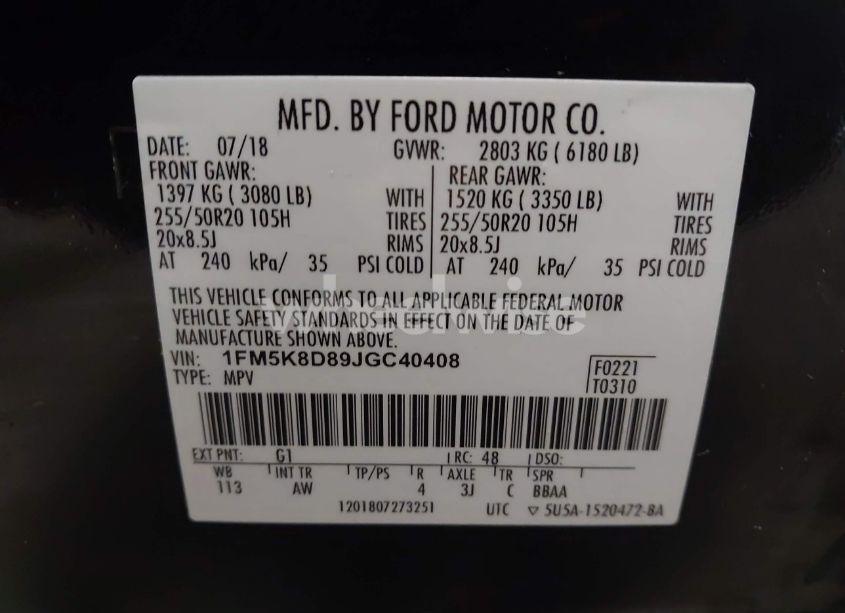 MFD. BY FORD MOTOR CO.
DATE: 07/18 GVWR: 2803 KG ( 6180 LB)
FRONT GAWR: REAR GAWR:
1397 KG ( 3080 LB) WITH 1520 KG ( 3350 LB) WITH
255/50R20 105H TIRES 255/50R20 105H TIRES
20x8.5J RIMS 20x8.5J RIMS
AT 240 kPa/ 35 PSI COLD AT 240 kPa/ 35 PSI COLD
THIS VEHICLE CONFORMS TO ALL APPLICABLE FEDERAL MOTOR
VEHICLE SAFETY STANDARDS IN EFFECT ON THE DATE OF
MANUFACTURE SHOWN ABOVE.
VIN: 1FM5K8D89JGC40408
TYPE: MPV
F0221
T0310
EXT PNT: G1 RC: 48 DSO:
WB INT TR TP/PS R AXLE TR SPR
113 AW 4 3J C BBAA
1201807273251 UTC ▽ 5U5A-1520472-BA